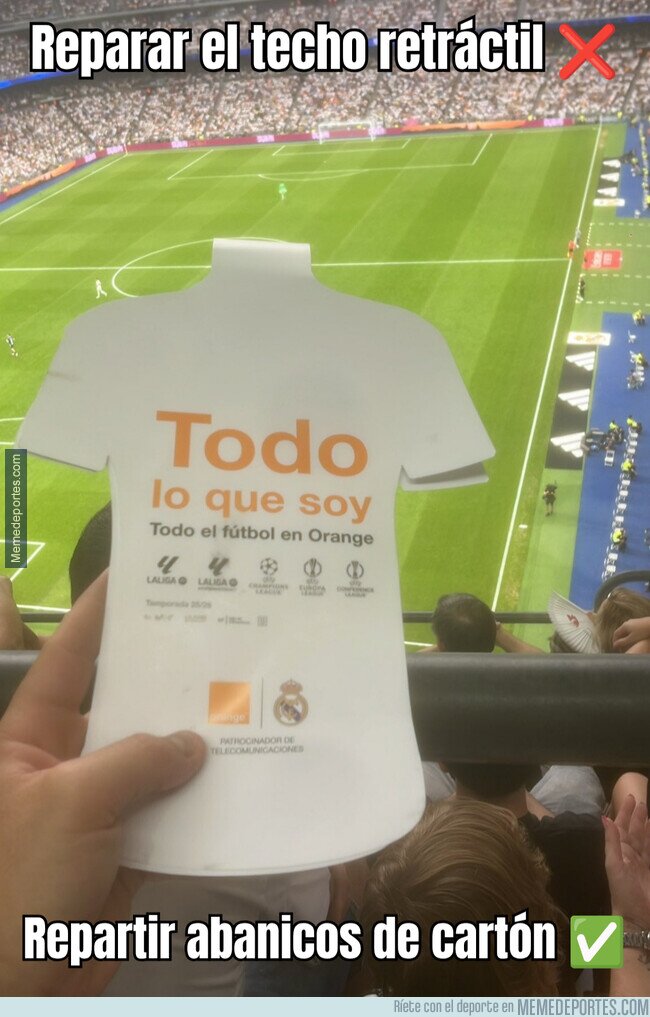 Reparar el techo retráctil ❌
Todo
lo que soy
Todo el fútbol en Orange
LALIGA
LALIGA
CHAMPIONS LEAGUE
EUROPA LEAGUE
CONFERENCE LEAGUE
Temporada 25/26
orange
PATROCINADOR DE
TELECOMUNICACIONES
Memedeportes.com
Repartir abanicos de cartón ✅
Ríete con el deporte en MEMEDEPORTES.COM